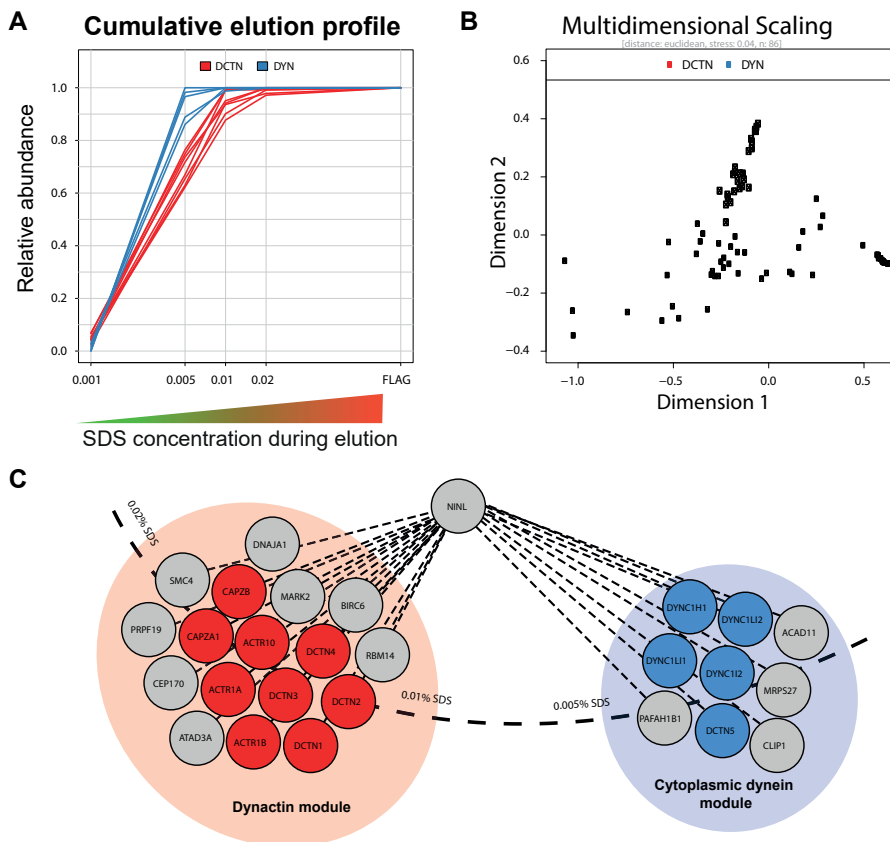 A
Cumulative elution profile
DCTN DYN
Relative abundance
1.0
0.8
0.6
0.4
0.2
0.0
0.001 0.005 0.01 0.02 FLAG
SDS concentration during elution
B
Multidimensional Scaling
[distance: euclidean, stress: 0.04, n: 86]
DCTN DYN
Dimension 2
0.6
0.4
0.2
0.0
−0.2
−0.4
−1.0 −0.5 0.0 0.5
Dimension 1
C
0.02% SDS
NINL
DNAJA1
SMC4
CAPZB
MARK2
BIRC6
PRPF19
CAPZA1
ACTR10
DCTN4
RBM14
CEP170
ACTR1A
DCTN3
DCTN2
ATAD3A
ACTR1B
DCTN1
0.01% SDS
0.005% SDS
Dynactin module
DYNC1H1
DYNC1LI2
ACAD11
DYNC1LI1
DYNC1I2
MRPS27
PAFAH1B1
DCTN5
CLIP1
Cytoplasmic dynein
module